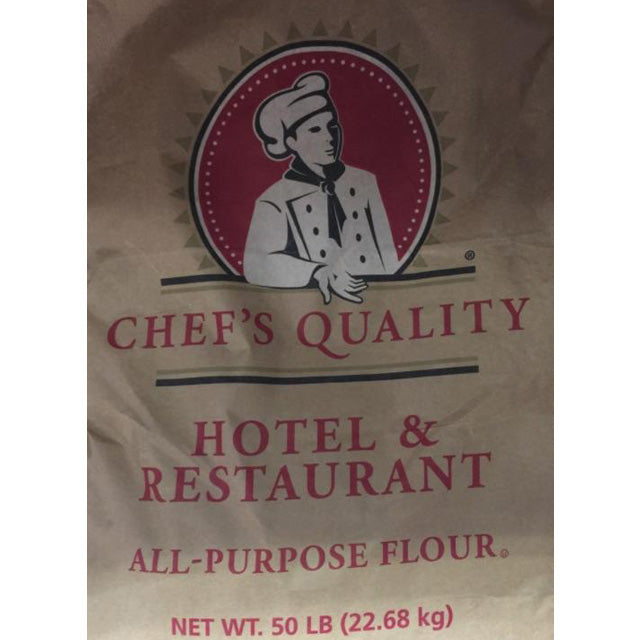 ®
CHEF'S QUALITY
HOTEL &
RESTAURANT
ALL-PURPOSE FLOUR®
NET WT. 50 LB (22.68 kg)